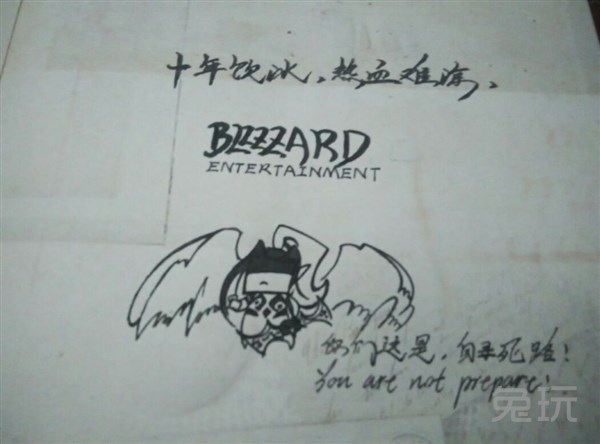 十年饮冰、热血难凉、
BLIZZARD
ENTERTAINMENT
你们这是,自寻死路!
You are not prepare!
兔玩